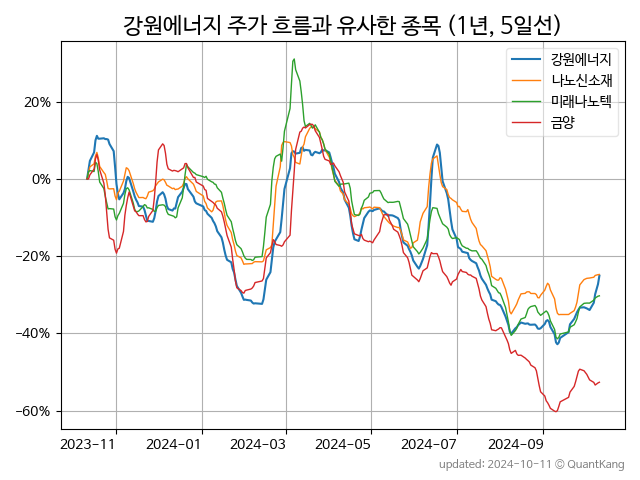 강원에너지 주가 흐름과 유사한 종목 (1년, 5일선)
강원에너지
나노신소재
미래나노텍
금양
20%
0%
−20%
−40%
−60%
2023-11
2024-01
2024-03
2024-05
2024-07
2024-09
updated: 2024-10-11 © QuantKang